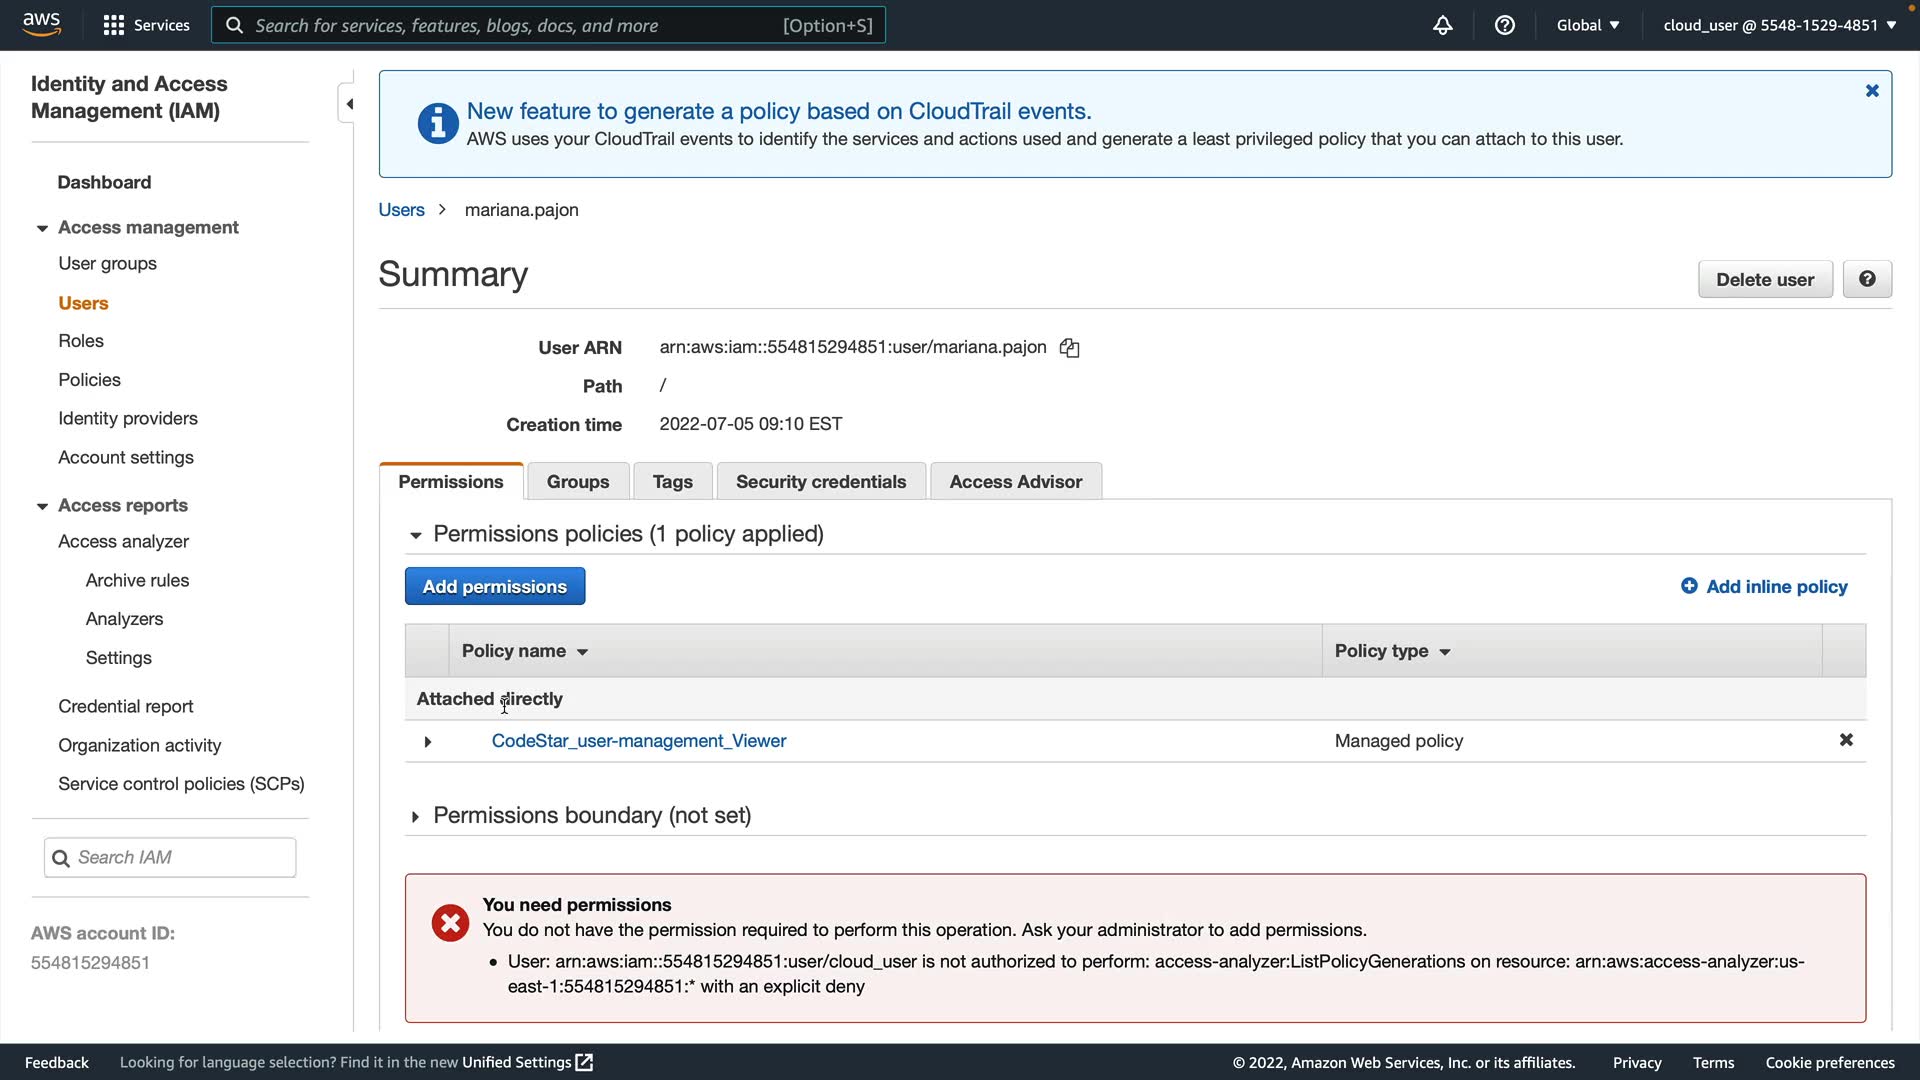 aws
Services
Search for services, features, blogs, docs, and more
[Option+S]
Global
cloud_user @ 5548-1529-4851
Identity and Access
Management (IAM)
Dashboard
Access management
User groups
Users
Roles
Policies
Identity providers
Account settings
Access reports
Access analyzer
Archive rules
Analyzers
Settings
Credential report
Organization activity
Service control policies (SCPs)
Search IAM
AWS account ID:
554815294851
New feature to generate a policy based on CloudTrail events.
AWS uses your CloudTrail events to identify the services and actions used and generate a least privileged policy that you can attach to this user.
Users > mariana.pajon
Summary
Delete user
User ARN arn:aws:iam::554815294851:user/mariana.pajon
Path /
Creation time 2022-07-05 09:10 EST
Permissions Groups Tags Security credentials Access Advisor
Permissions policies (1 policy applied)
Add permissions
Add inline policy
Policy name Policy type
Attached directly
CodeStar_user-management_Viewer Managed policy
Permissions boundary (not set)
You need permissions
You do not have the permission required to perform this operation. Ask your administrator to add permissions.
• User: arn:aws:iam::554815294851:user/cloud_user is not authorized to perform: access-analyzer:ListPolicyGenerations on resource: arn:aws:access-analyzer:us-
east-1:554815294851:* with an explicit deny
Feedback Looking for language selection? Find it in the new Unified Settings
© 2022, Amazon Web Services, Inc. or its affiliates. Privacy Terms Cookie preferences